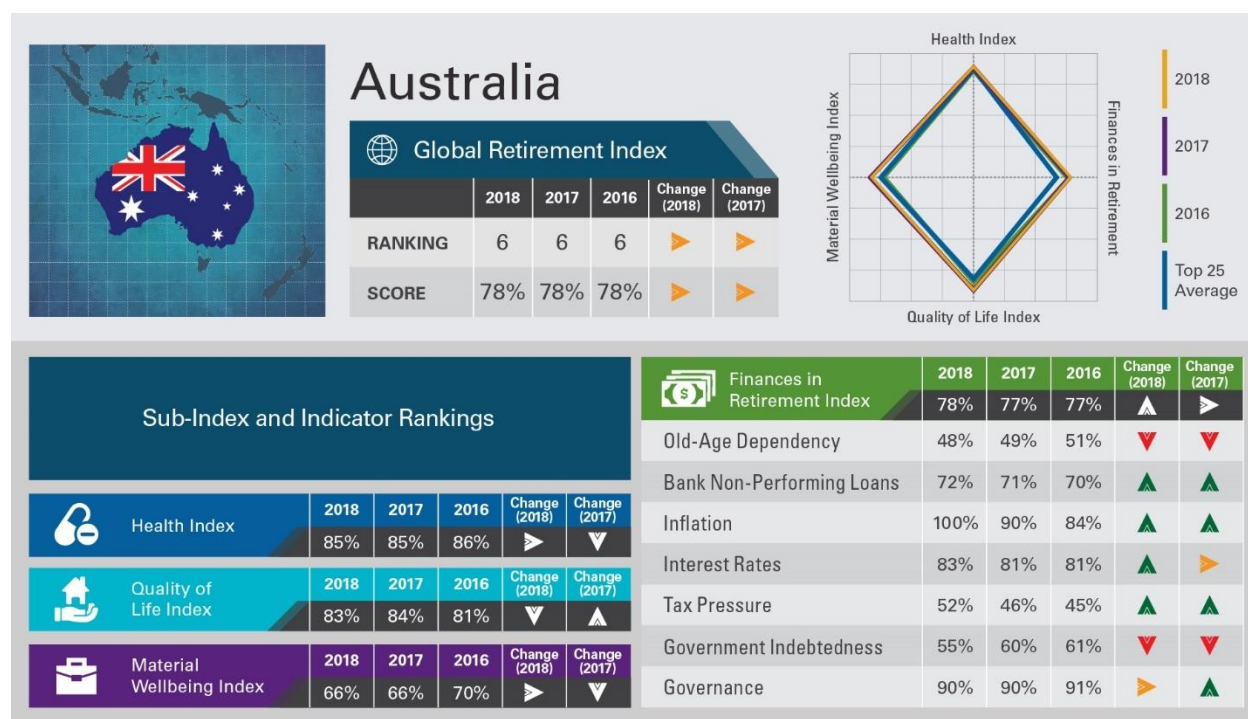 Australia
Global Retirement Index
2018 2017 2016 Change (2018) Change (2017)
RANKING 6 6 6
SCORE 78% 78% 78%
Health Index
Material Wellbeing Index
Finances in Retirement
Quality of Life Index
2018
2017
2016
Top 25
Average
Sub-Index and Indicator Rankings
Health Index
2018 2017 2016 Change (2018) Change (2017)
85% 85% 86%
Quality of
Life Index
2018 2017 2016 Change (2018) Change (2017)
83% 84% 81%
Material
Wellbeing Index
2018 2017 2016 Change (2018) Change (2017)
66% 66% 70%
Finances in
Retirement Index
2018 2017 2016 Change (2018) Change (2017)
78% 77% 77%
Old-Age Dependency 48% 49% 51%
Bank Non-Performing Loans 72% 71% 70%
Inflation 100% 90% 84%
Interest Rates 83% 81% 81%
Tax Pressure 52% 46% 45%
Government Indebtedness 55% 60% 61%
Governance 90% 90% 91%